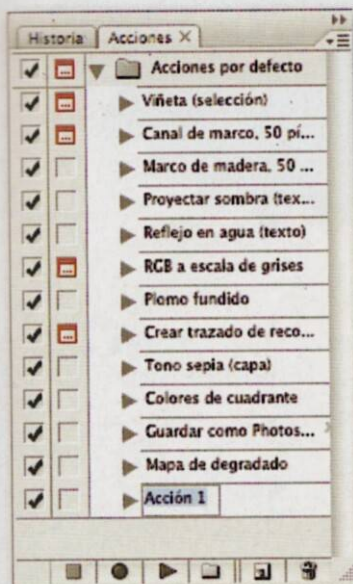 Historia Acciones
Acciones por defecto
Viñeta (selección)
Canal de marco, 50 pí...
Marco de madera, 50 ...
Proyectar sombra (tex...
Reflejo en agua (texto)
RGB a escala de grises
Plomo fundido
Crear trazado de reco...
Tono sepia (capa)
Colores de cuadrante
Guardar como Photos...
Mapa de degradado
Acción 1